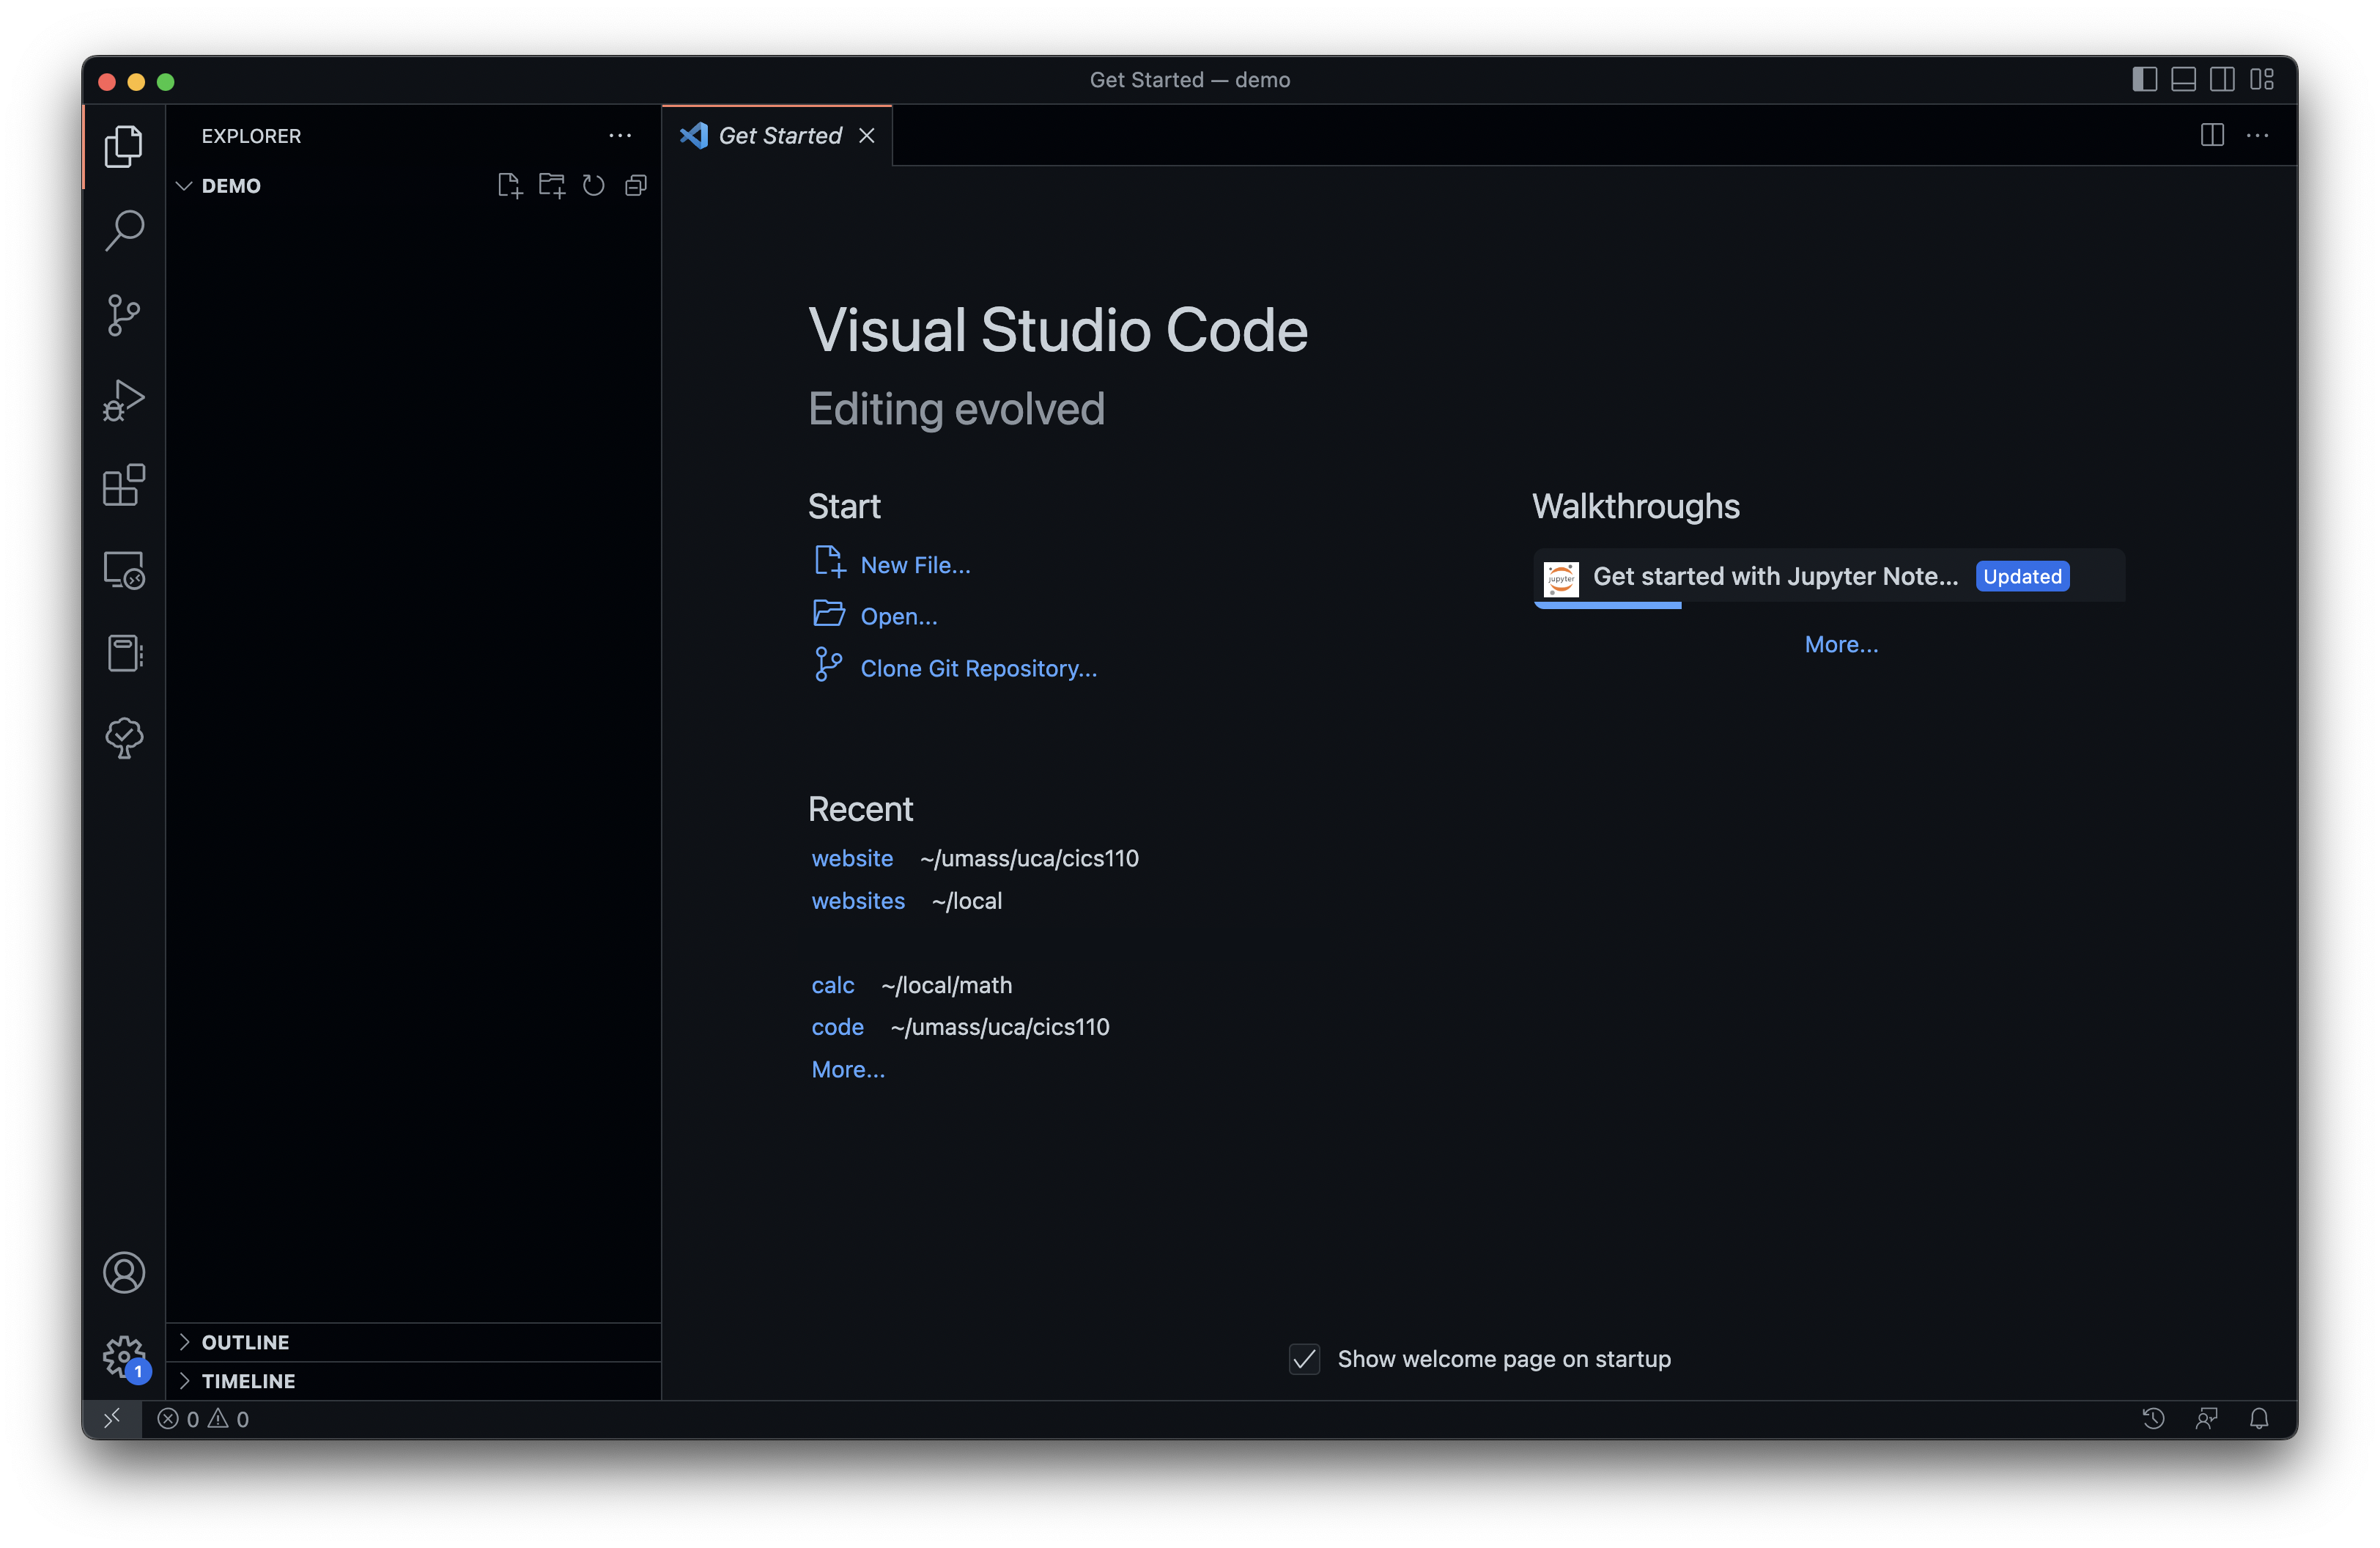 Get Started — demo
EXPLORER
DEMO
Get Started
Visual Studio Code
Editing evolved
Start
New File...
Open...
Clone Git Repository...
Walkthroughs
jupyter
Get started with Jupyter Note... Updated
More...
Recent
website ~/umass/uca/cics110
websites ~/local
calc ~/local/math
code ~/umass/uca/cics110
More...
Show welcome page on startup
1
OUTLINE
TIMELINE
0 0